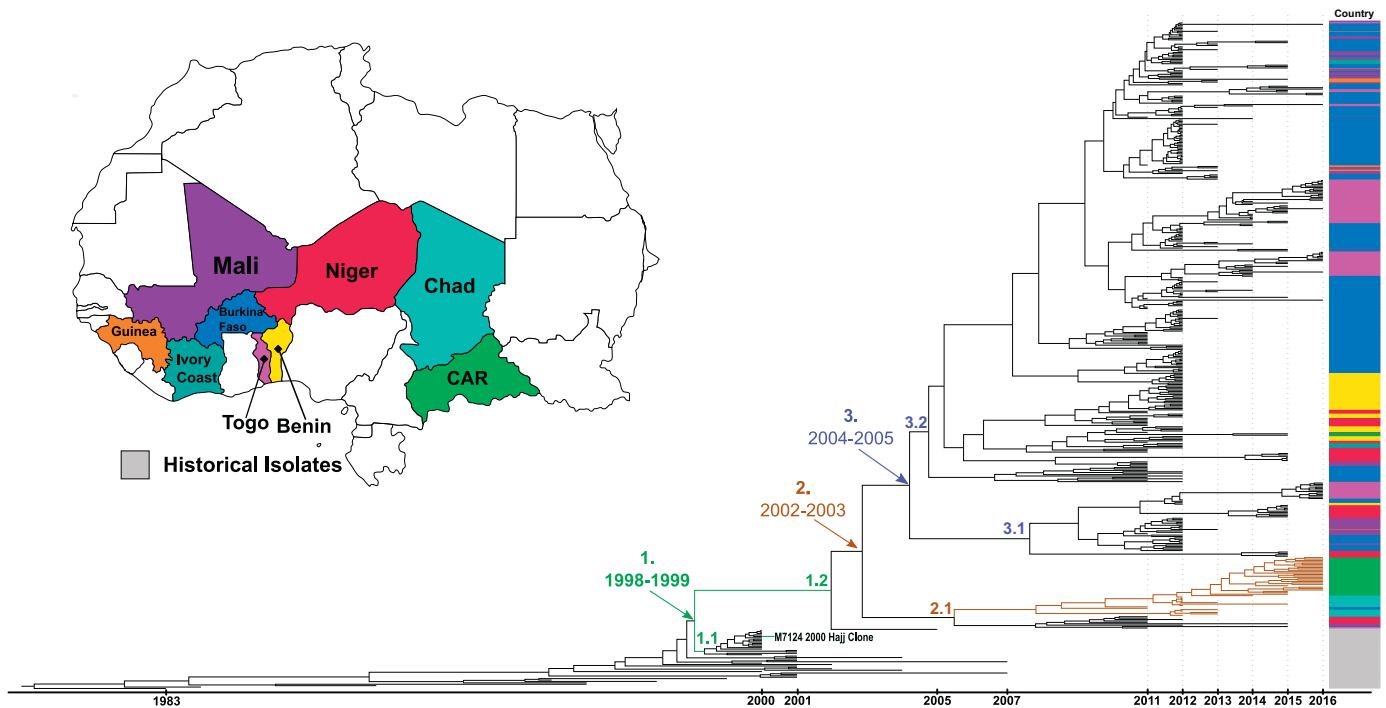 Country
Mali
Niger
Chad
Burkina
Faso
Guinea
Ivory
Coast
CAR
Togo
Benin
Historical Isolates
3.
2004-2005
3.2
2.
2002-2003
3.1
1.
1998-1999
1.2
2.1
1.1
M7124 2000 Hajj Clone
1983 2000 2001 2005 2007 2011 2012 2013 2014 2015 2016